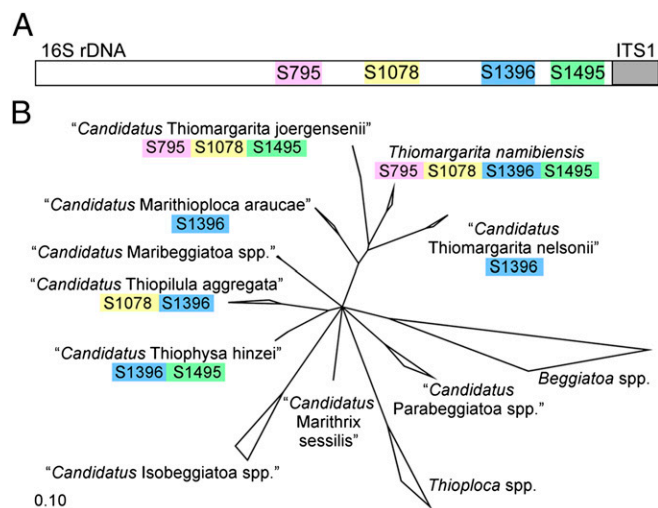 A
16S rDNA
ITS1
S795
S1078
S1396
S1495
B
"Candidatus Thiomargarita joergensenii"
S795 S1078 S1495
Thiomargarita namibiensis
S795 S1078 S1396 S1495
"Candidatus Marithioploca araucae"
S1396
"Candidatus
Thiomargarita nelsonii"
S1396
"Candidatus Maribeggiatoa spp."
"Candidatus Thiopilula aggregata"
S1078 S1396
"Candidatus Thiophysa hinzei"
S1396 S1495
Beggiatoa spp.
"Candidatus
Parabeggiatoa spp."
"Candidatus
Marithrix
sessilis"
"Candidatus Isobeggiatoa spp."
Thioploca spp.
0.10